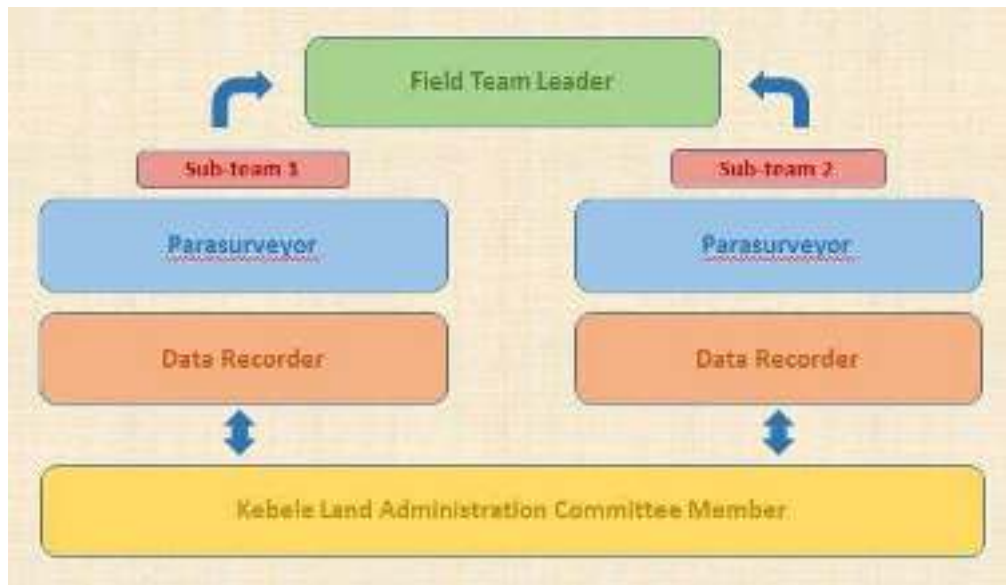 Field Team Leader
Sub-team 1
Sub-team 2
Parasurveyor
Parasurveyor
Data Recorder
Data Recorder
Kebele Land Administration Committee Member